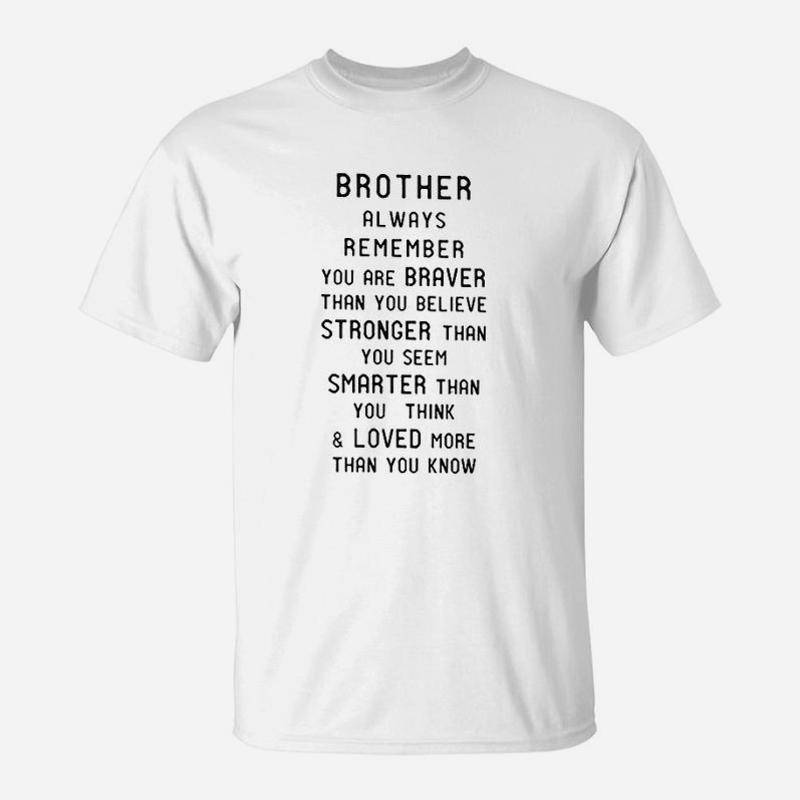 BROTHER
ALWAYS
REMEMBER
YOU ARE BRAVER
THAN YOU BELIEVE
STRONGER THAN
YOU SEEM
SMARTER THAN
YOU THINK
& LOVED MORE
THAN YOU KNOW